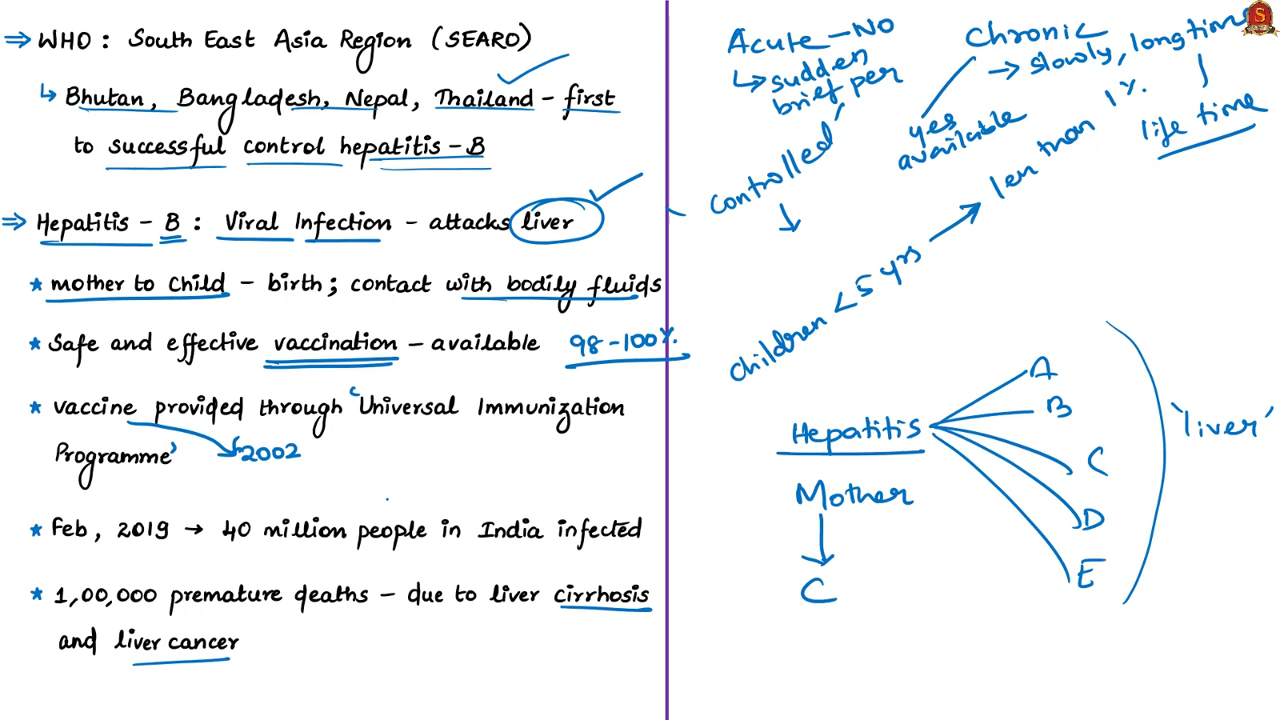 ⇒ WHO: South East Asia Region (SEARO)
↳ Bhutan, Bangladesh, Nepal, Thailand - first
to successful control hepatitis-B
⇒ Hepatitis - B : Viral Infection - attacks liver
* mother to child - birth; contact with bodily fluids
* Safe and effective vaccination - available 98-100%
* vaccine provided through 'Universal Immunization
Programme' 2002
* Feb, 2019 → 40 million people in India infected
* 1,00,000 premature deaths - due to liver cirrhosis
and liver cancer
Acute - NO
↳ sudden
brief per
controlled
Chronic
→ slowly, long time
life time
yes
available
children < 5 yrs → less than 1%
Hepatitis
A
B
C
D
E
'liver'
Mother
C
S